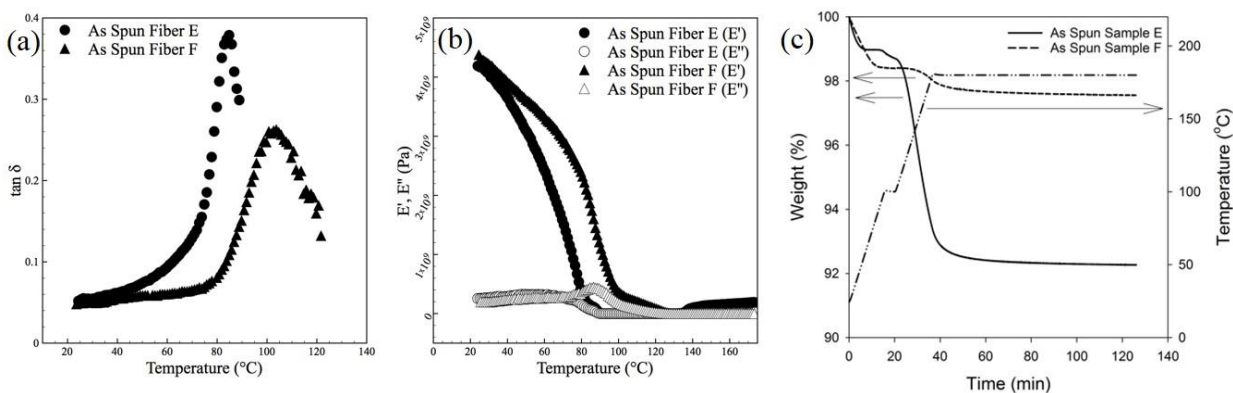 (a)
As Spun Fiber E
As Spun Fiber F
0.4
0.3
0.2
0.1
0
tan δ
20 40 60 80 100 120 140
Temperature (°C)
(b)
As Spun Fiber E (E')
As Spun Fiber E (E'')
As Spun Fiber F (E')
As Spun Fiber F (E'')
5x10⁹
4x10⁹
3x10⁹
2x10⁹
1x10⁹
0
E', E'' (Pa)
0 20 40 60 80 100 120 140 160
Temperature (°C)
(c)
As Spun Sample E
As Spun Sample F
100
98
96
94
92
90
Weight (%)
200
150
100
50
0
Temperature (°C)
0 20 40 60 80 100 120 140
Time (min)